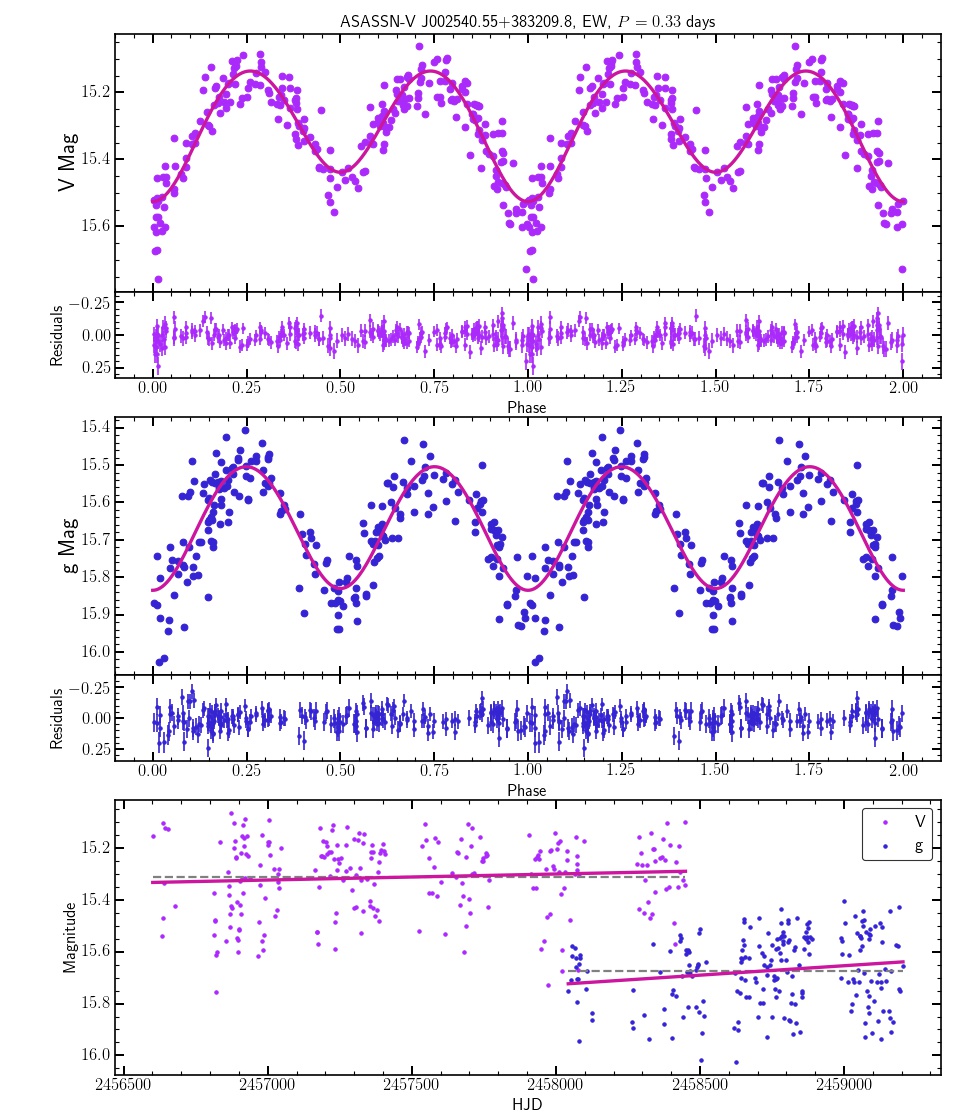 ASASSN-V J002540.55+383209.8, EW, P = 0.33 days
V Mag
15.2
15.4
15.6
Residuals
−0.25
0.00
0.25
0.00 0.25 0.50 0.75 1.00 1.25 1.50 1.75 2.00
Phase
g Mag
15.4
15.5
15.6
15.7
15.8
15.9
16.0
Residuals
−0.25
0.00
0.25
0.00 0.25 0.50 0.75 1.00 1.25 1.50 1.75 2.00
Phase
V
g
Magnitude
15.2
15.4
15.6
15.8
16.0
2456500 2457000 2457500 2458000 2458500 2459000
HJD